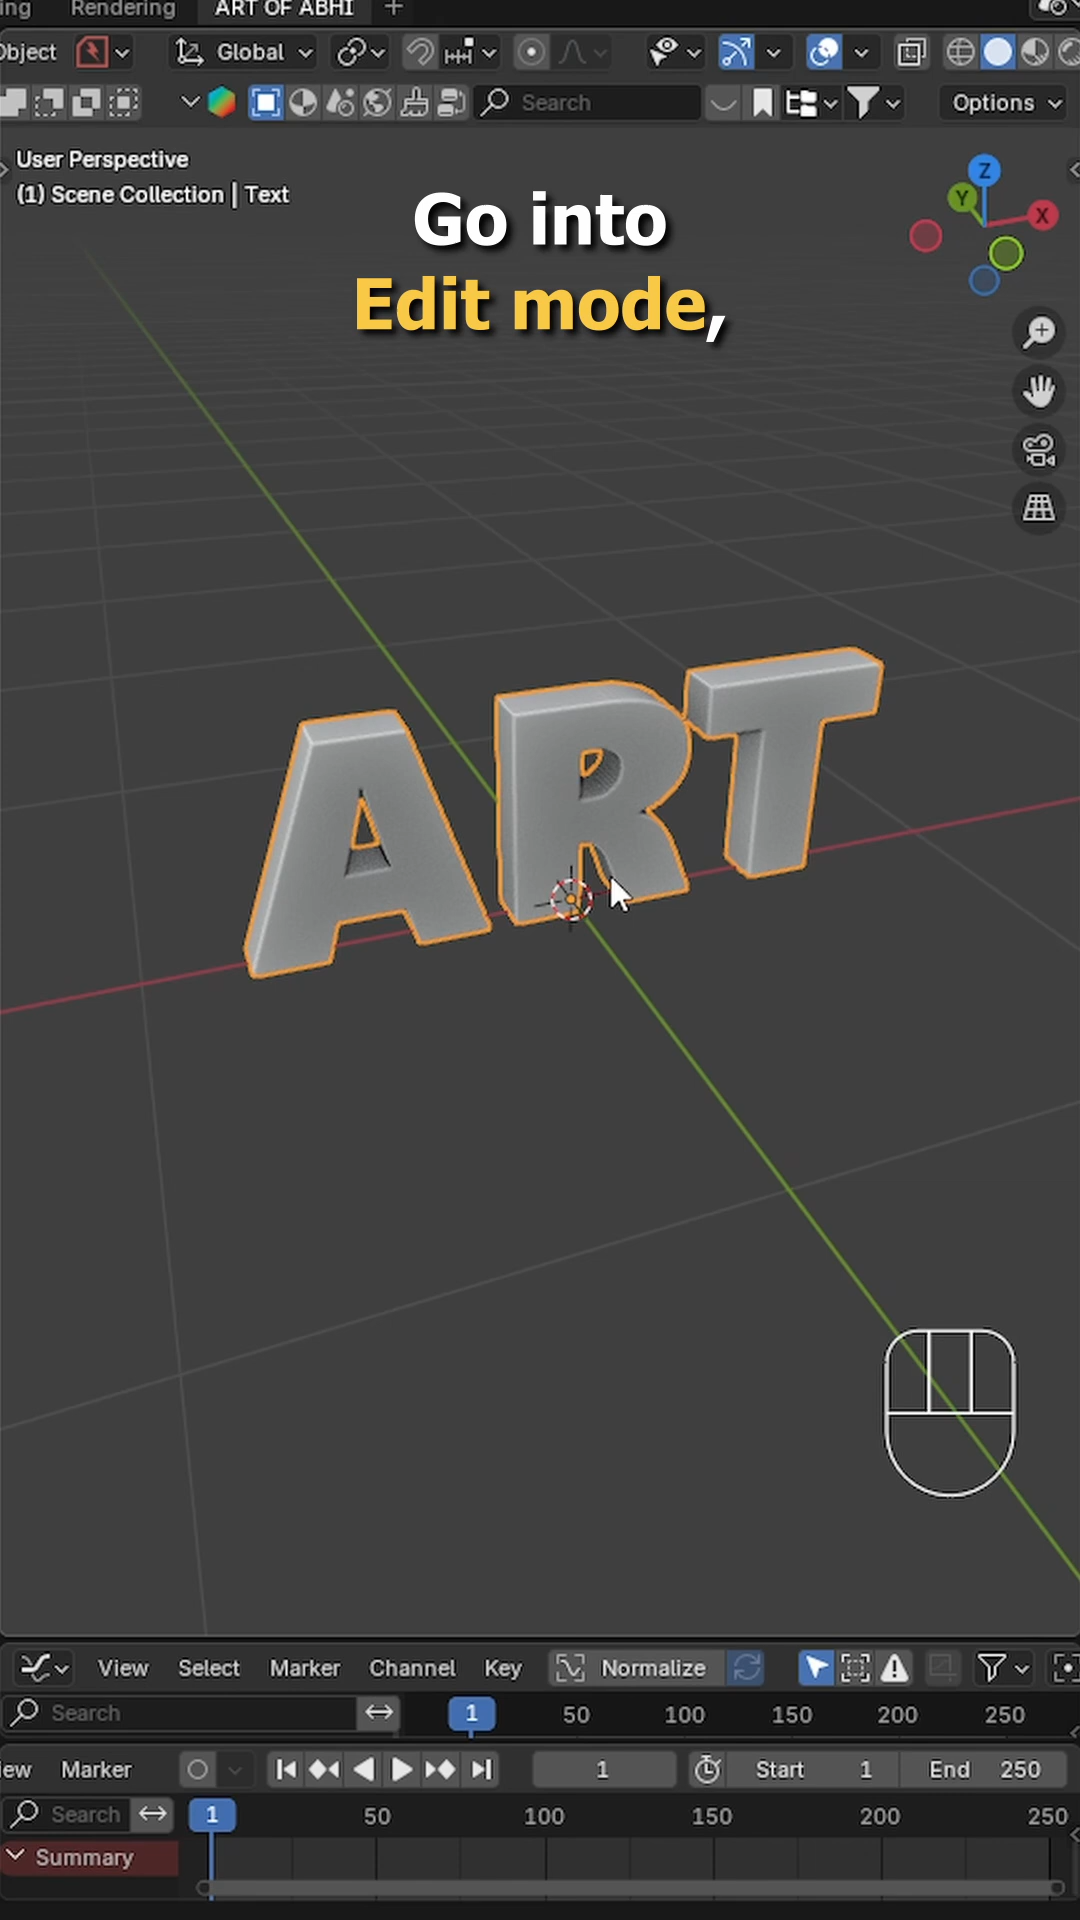 ing Rendering ART OF ABHI +
Object Global
Search Options
User Perspective
(1) Scene Collection | Text
Z
Y
X
Go into
Edit mode,
ART
View Select Marker Channel Key Normalize
Search 1 50 100 150 200 250
ew Marker 1 Start 1 End 250
Search 1 50 100 150 200 250
Summary